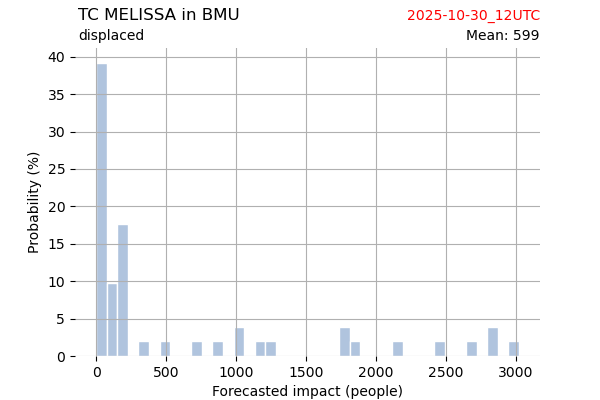 TC MELISSA in BMU
2025-10-30_12UTC
displaced
Mean: 599
Probability (%)
40
35
30
25
20
15
10
5
0
0 500 1000 1500 2000 2500 3000
Forecasted impact (people)